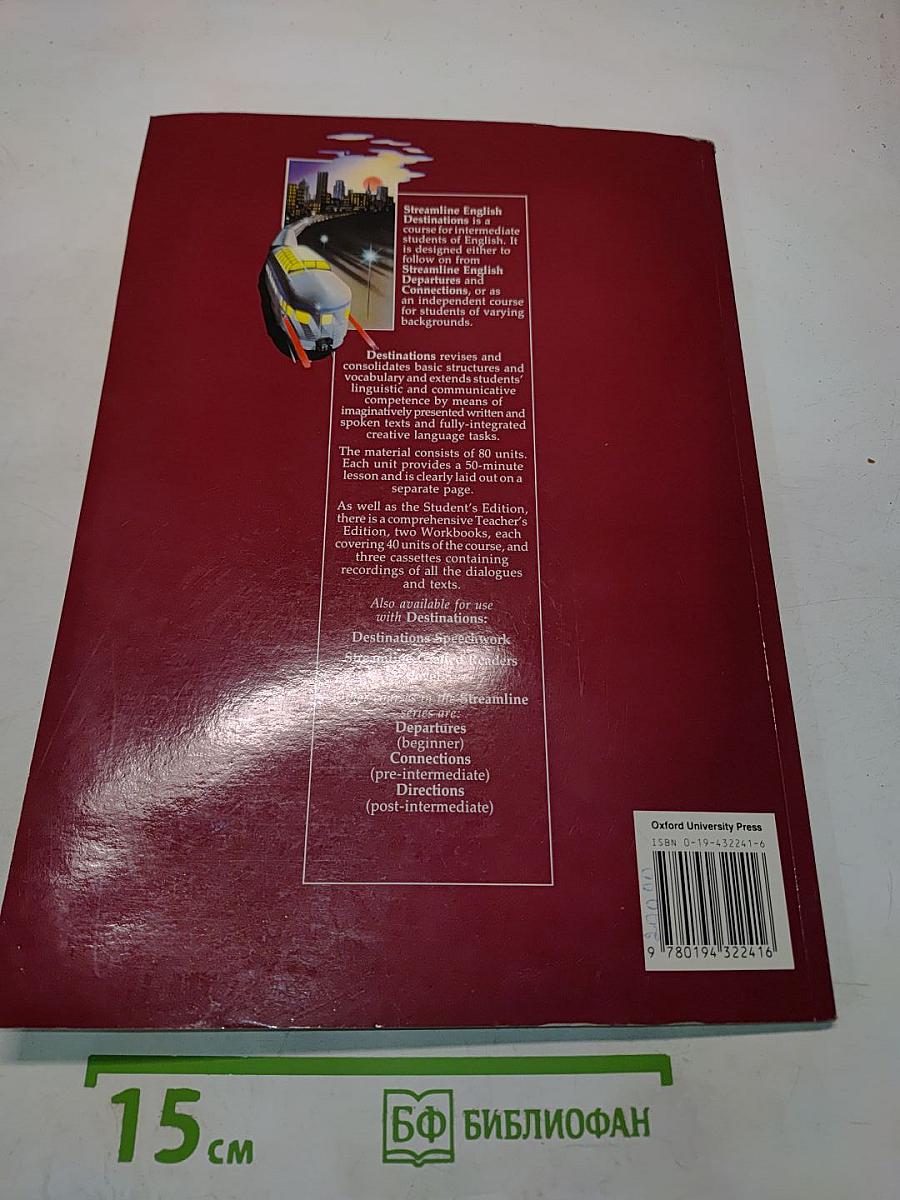 Streamline English
Destinations is a
course for intermediate
students of English. It
is designed either to
follow on from
Streamline English
Departures and
Connections, or as
an independent course
for students of varying
backgrounds.
Destinations revises and
consolidates basic structures and
vocabulary and extends students'
linguistic and communicative
competence by means of
imaginatively presented written and
spoken texts and fully-integrated
creative language tasks.
The material consists of 80 units.
Each unit provides a 50-minute
lesson and is clearly laid out on a
separate page.
As well as the Student's Edition,
there is a comprehensive Teacher's
Edition, two Workbooks, each
covering 40 units of the course, and
three cassettes containing
recordings of all the dialogues
and texts.
Also available for use
with Destinations:
Destinations Speechwork
Streamline Graded Readers
in the Streamline
series are:
Departures
(beginner)
Connections
(pre-intermediate)
Directions
(post-intermediate)
Oxford University Press
ISBN 0-19-432241-6
9 780194 322416
15 см
БФ БИБЛИОФАН